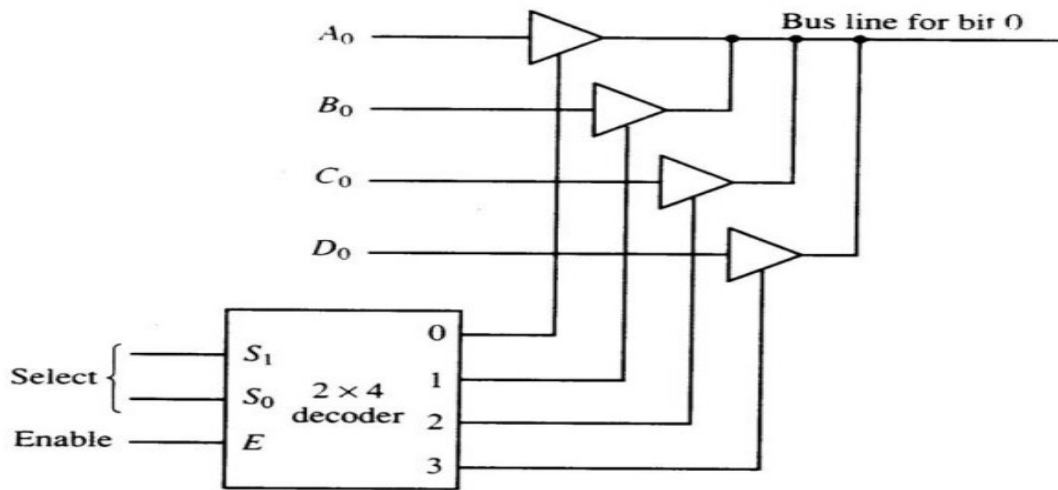 Bus line for bit 0
A0
B0
C0
D0
Select
S1
S0
Enable
E
2 × 4
decoder
0
1
2
3